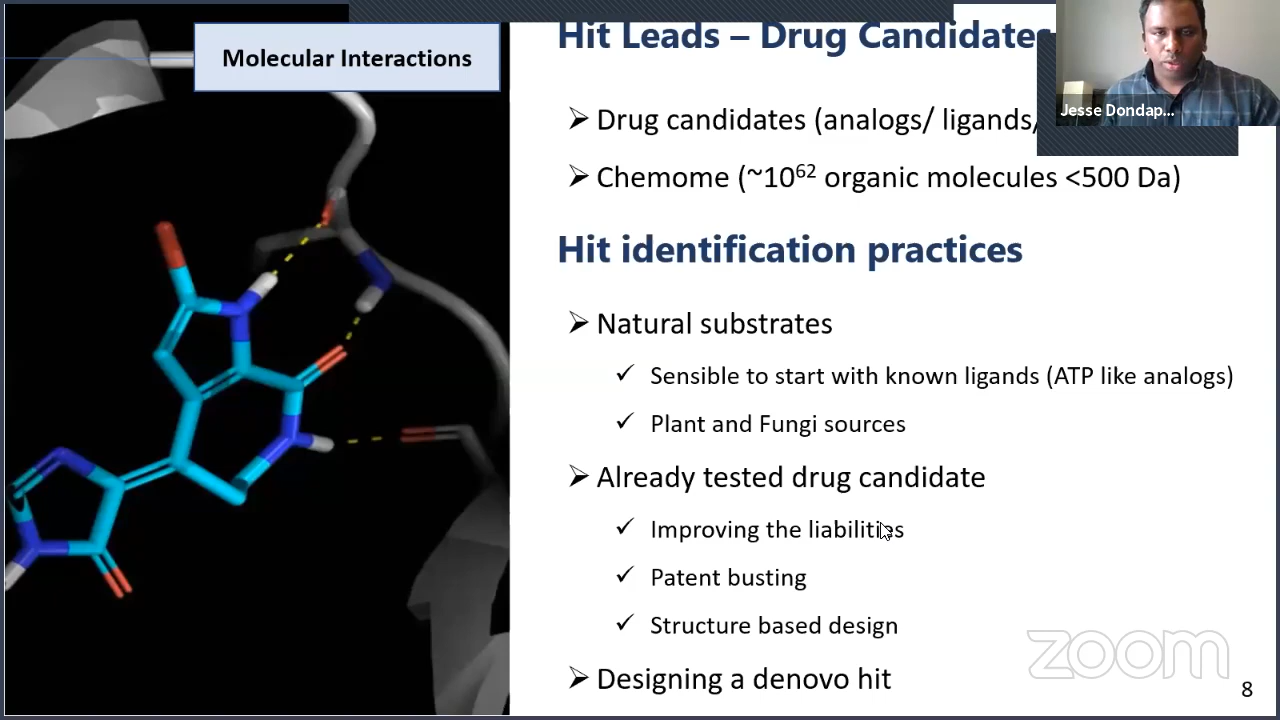 Molecular Interactions
Hit Leads – Drug Candidates
Drug candidates (analogs/ ligands/
Chemome (~10⁶² organic molecules <500 Da)
Hit identification practices
Natural substrates
Sensible to start with known ligands (ATP like analogs)
Plant and Fungi sources
Already tested drug candidate
Improving the liabilities
Patent busting
Structure based design
Designing a denovo hit
Jesse Dondap...
zoom
8